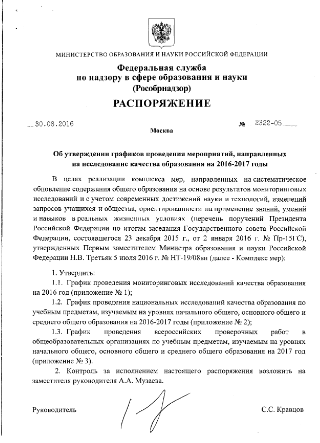 МИНИСТЕРСТВО ОБРАЗОВАНИЯ И НАУКИ РОССИЙСКОЙ ФЕДЕРАЦИИ
Федеральная служба
по надзору в сфере образования и науки
(Рособрнадзор)
РАСПОРЯЖЕНИЕ
30.08.2016
№ 2322-05
Москва
Об утверждении графиков проведения мероприятий, направленных
на исследование качества образования на 2016-2017 годы
В целях реализации комплекса мер, направленных на систематическое
обновление содержания общего образования на основе результатов мониторинговых
исследований и с учетом современных достижений науки и технологий, изменений
запросов учащихся и общества, ориентированности на применение знаний, умений
и навыков в реальных жизненных условиях (перечень поручений Президента
Российской Федерации по итогам заседания Государственного совета Российской
Федерации, состоявшегося 23 декабря 2015 г., от 2 января 2016 г. № Пр-15ГС),
утвержденных Первым заместителем Министра образования и науки Российской
Федерации Н.В. Третьяк 5 июля 2016 г. № НТ-19/08вн (далее - Комплекс мер):
1. Утвердить
1.1. График проведения мониторинговых исследований качества образования
на 2016 год (приложение № 1);
1.2. График проведения национальных исследований качества образования по
учебным предметам, изучаемым на уровнях начального общего, основного общего и
среднего общего образования на 2016-2017 годы (приложение № 2);
1.3. График проведения всероссийских проверочных работ в
общеобразовательных организациях по учебным предметам, изучаемым на уровнях
начального общего, основного общего и среднего общего образования на 2017 год
(приложение № 3).
2. Контроль за исполнением настоящего распоряжения возложить на
заместителя руководителя А.А. Музаева.
Руководитель
С.С. Кравцов